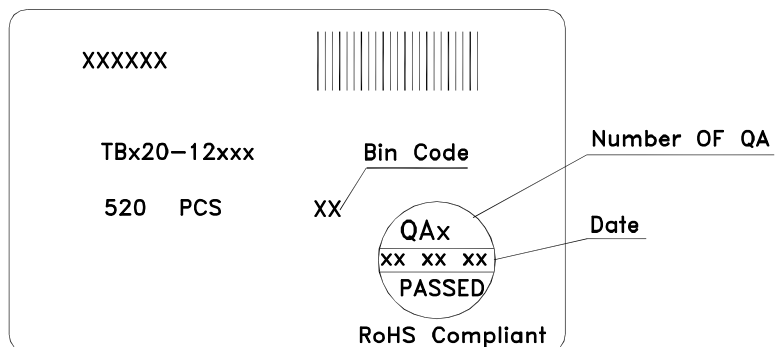 XXXXXX
TBx20-12xxx
Bin Code
Number OF QA
520 PCS
XX
QAx
Date
xx xx xx
PASSED
RoHS Compliant